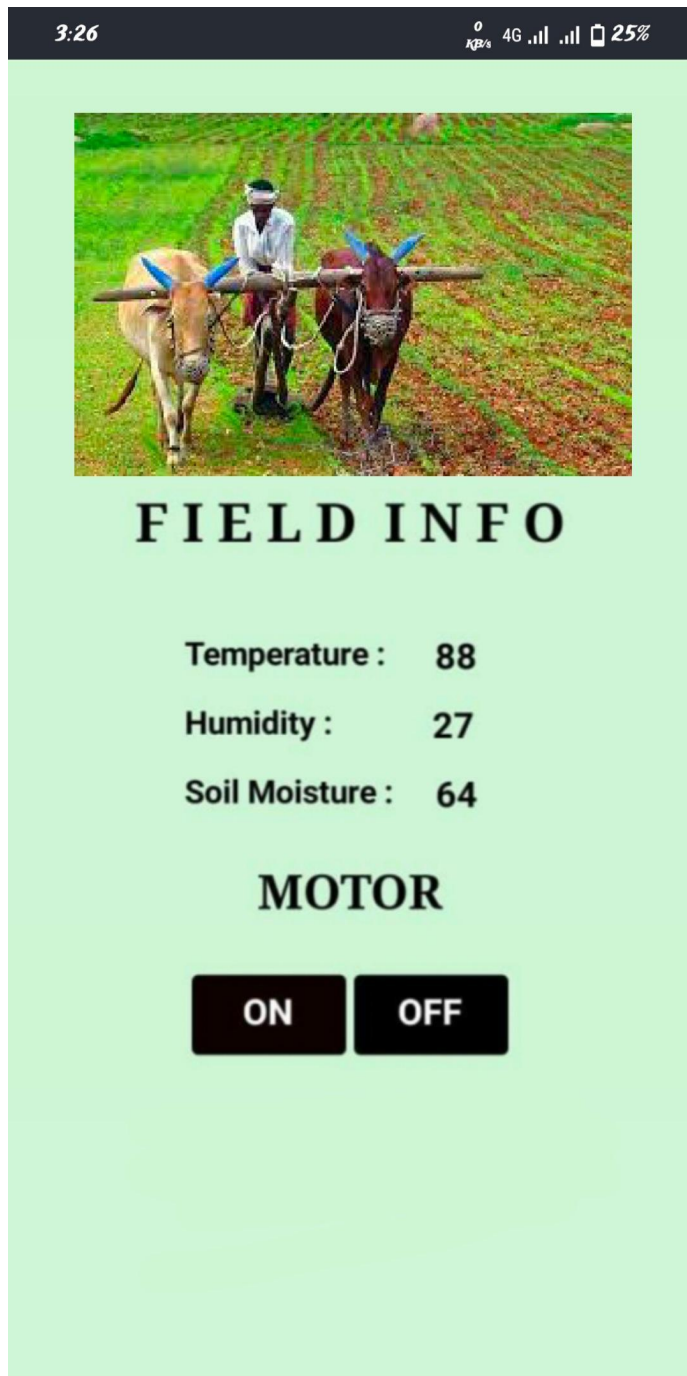 3:26 0 KB/s 4G 25%
FIELD INFO
Temperature : 88
Humidity : 27
Soil Moisture : 64
MOTOR
ON OFF